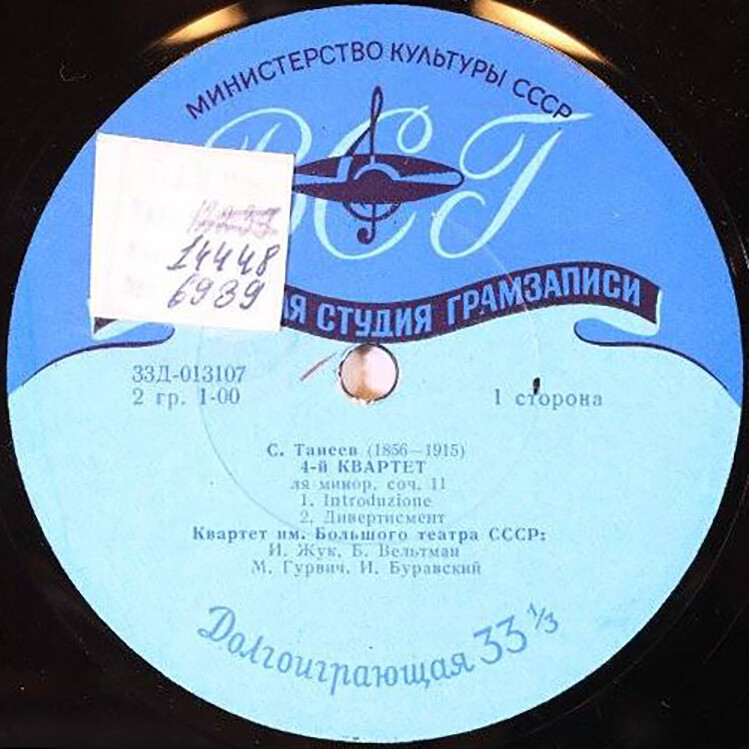 МИНИСТЕРСТВО КУЛЬТУРЫ СССР
ВСГ
14448
6939
СТУДИЯ ГРАМЗАПИСИ
33Д-013107
2 гр. 1-00
1 сторона
С. Танеев (1856—1915)
4-й КВАРТЕТ
ля минор, соч. 11
1. Introduzione
2. Дивертисмент
Квартет им. Большого театра СССР:
И. Жук, Б. Вельтман
М. Гурвич, И. Буравский
Долгоиграющая 33 1/3